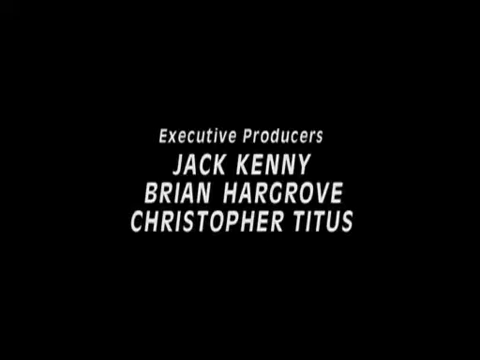 Executive Producers
JACK KENNY
BRIAN HARGROVE
CHRISTOPHER TITUS